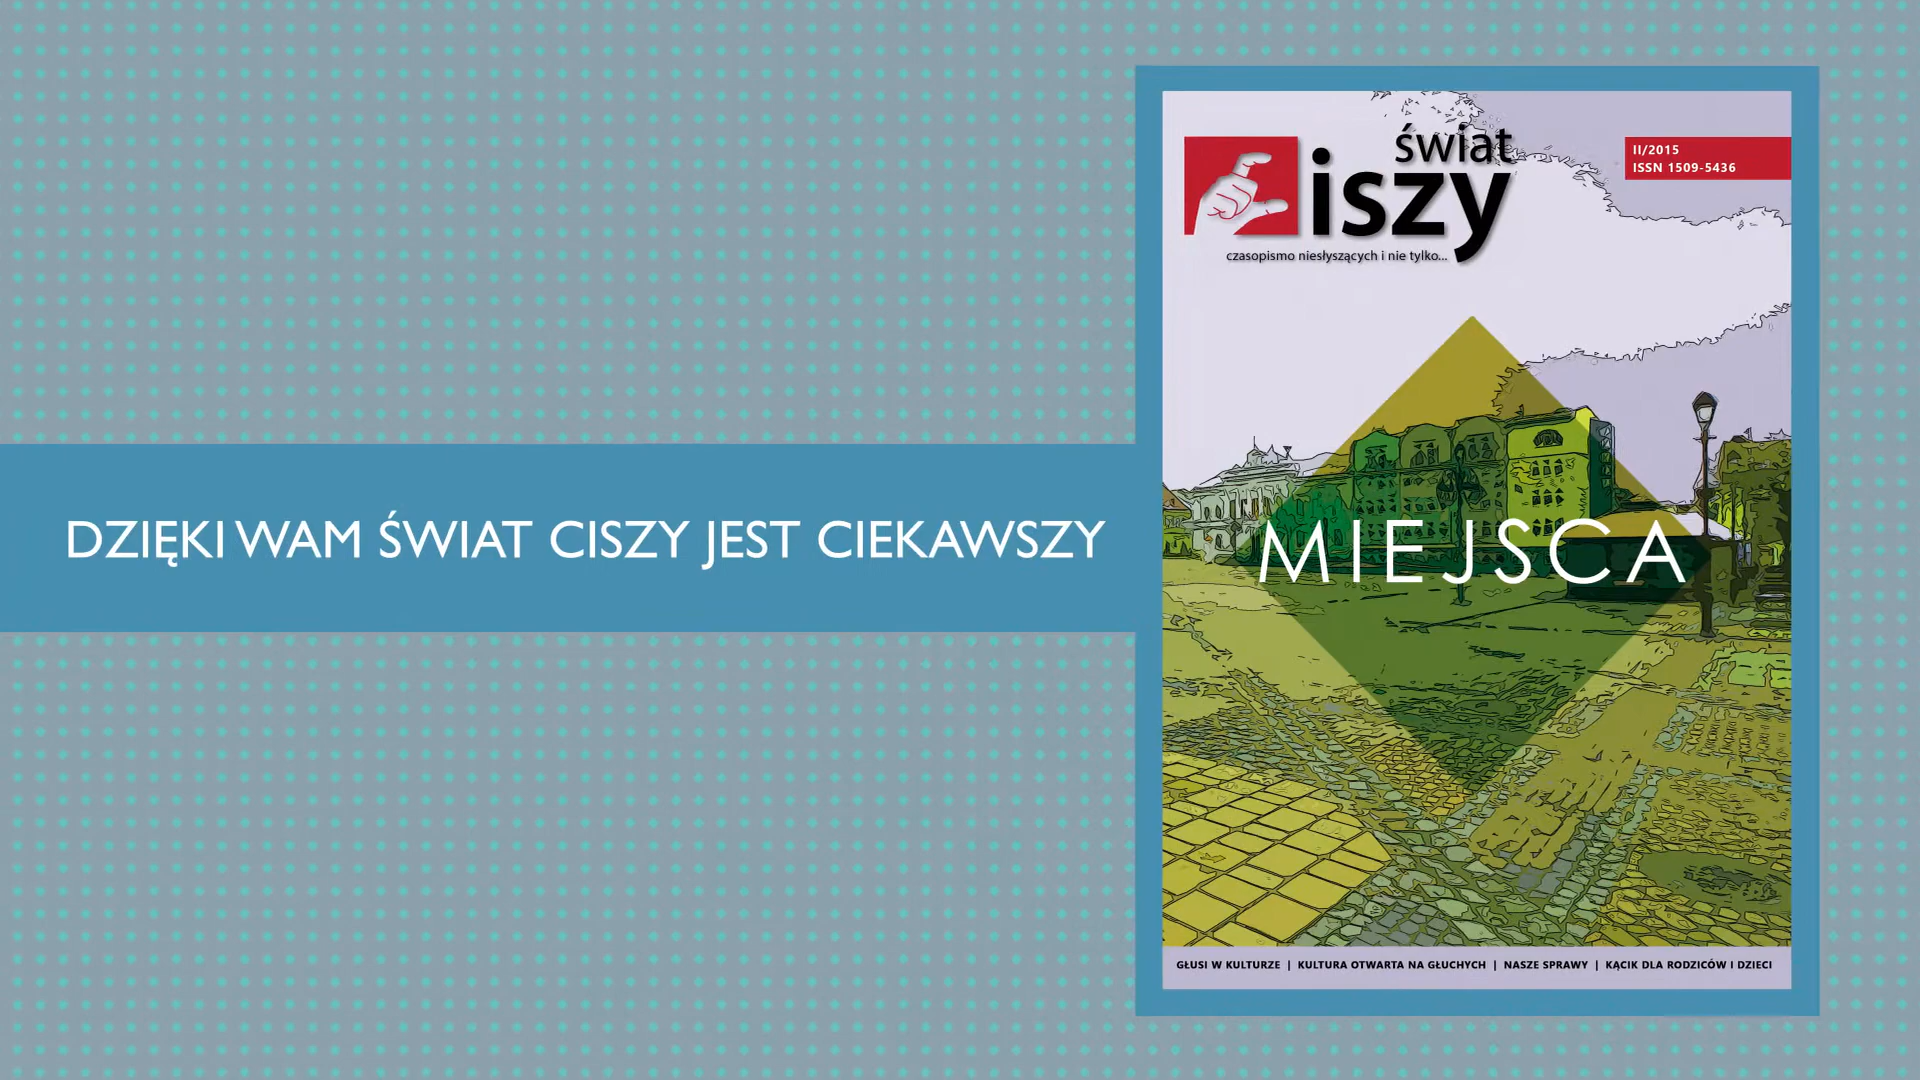 DZIĘKI WAM ŚWIAT CISZY JEST CIEKAWSZY
świat
iszy
czasopismo niesłyszących i nie tylko...
II/2015
ISSN 1509-5436
MIEJSCA
GŁUSI W KULTURZE | KULTURA OTWARTA NA GŁUCHYCH | NASZE SPRAWY | KĄCIK DLA RODZICÓW I DZIECI